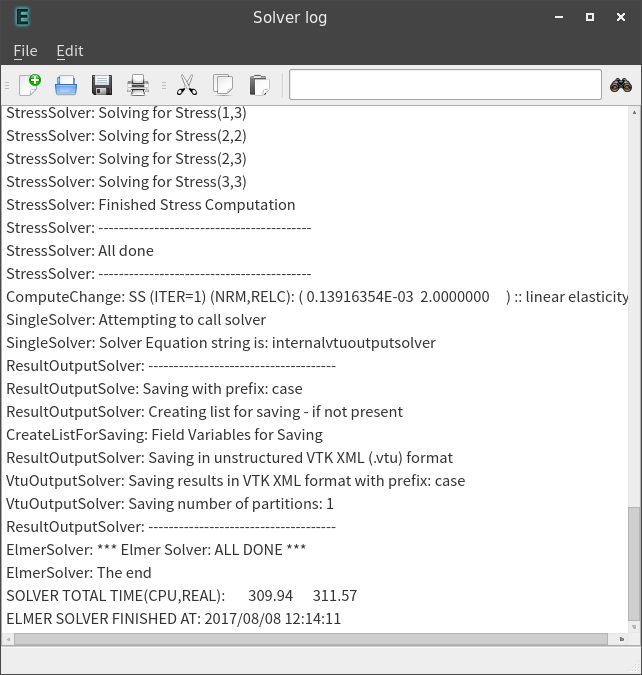 E
Solver log
File Edit
StressSolver: Solving for Stress(1,3)
StressSolver: Solving for Stress(2,2)
StressSolver: Solving for Stress(2,3)
StressSolver: Solving for Stress(3,3)
StressSolver: Finished Stress Computation
StressSolver: ------------------------------------------
StressSolver: All done
StressSolver: ------------------------------------------
ComputeChange: SS (ITER=1) (NRM,RELC): ( 0.13916354E-03 2.0000000 ) :: linear elasticity
SingleSolver: Attempting to call solver
SingleSolver: Solver Equation string is: internalvtuoutputsolver
ResultOutputSolver: -------------------------------------
ResultOutputSolve: Saving with prefix: case
ResultOutputSolver: Creating list for saving - if not present
CreateListForSaving: Field Variables for Saving
ResultOutputSolver: Saving in unstructured VTK XML (.vtu) format
VtuOutputSolver: Saving results in VTK XML format with prefix: case
VtuOutputSolver: Saving number of partitions: 1
ResultOutputSolver: -------------------------------------
ElmerSolver: *** Elmer Solver: ALL DONE ***
ElmerSolver: The end
SOLVER TOTAL TIME(CPU,REAL): 309.94 311.57
ELMER SOLVER FINISHED AT: 2017/08/08 12:14:11